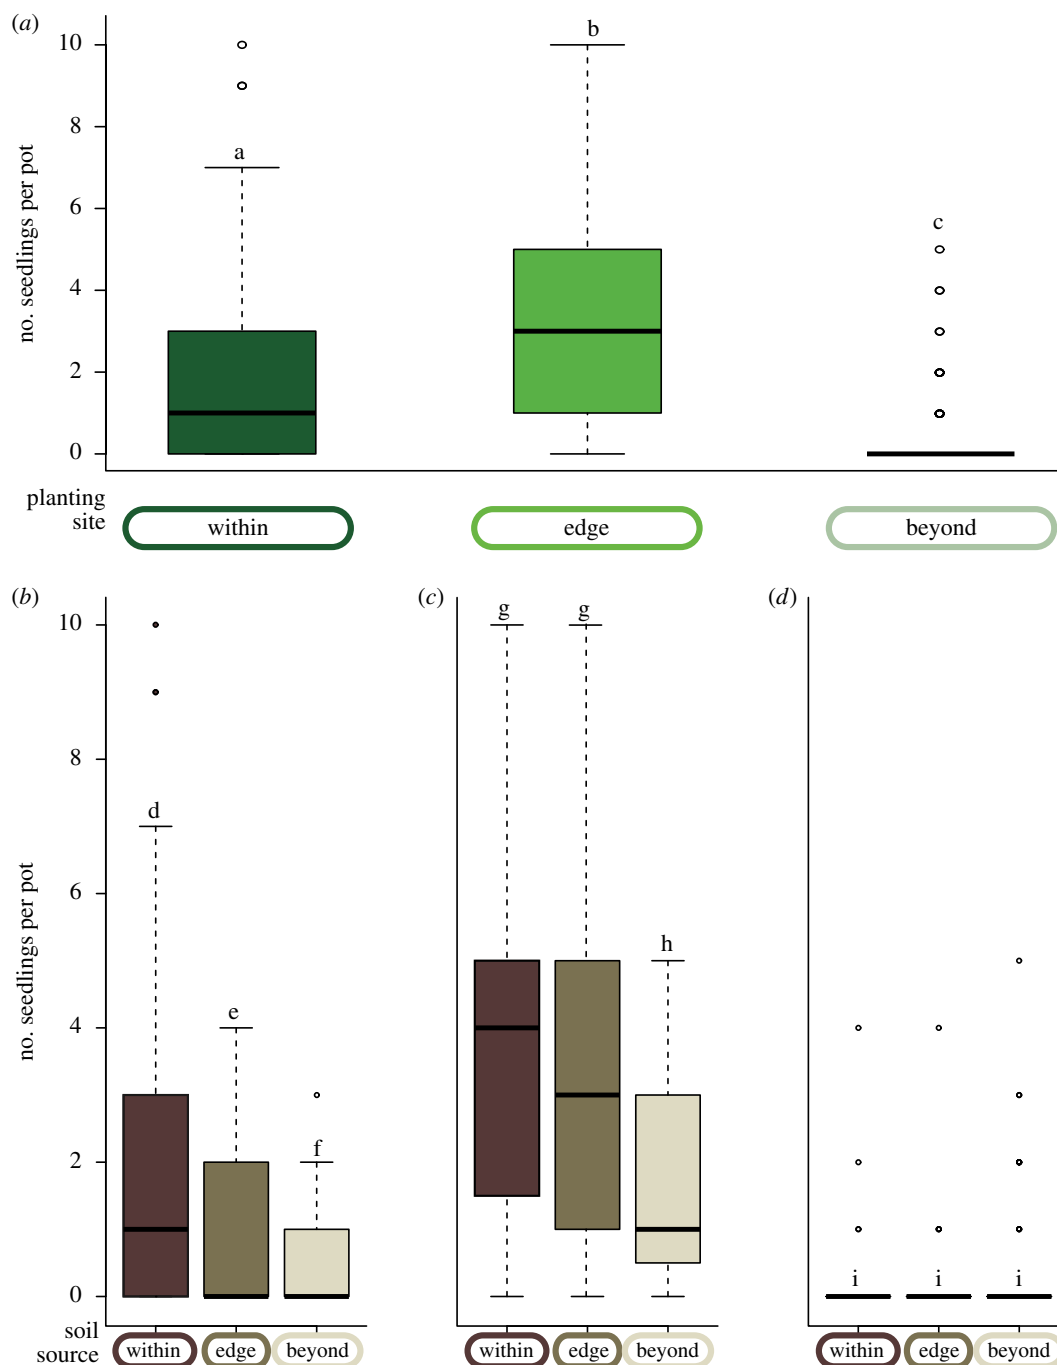 (a)
no. seedlings per pot
10
8
6
4
2
0
a
b
c
planting
site
within
edge
beyond
(b)
(c)
(d)
no. seedlings per pot
10
8
6
4
2
0
d
e
f
g
g
h
i
i
i
soil
source
within
edge
beyond
within
edge
beyond
within
edge
beyond